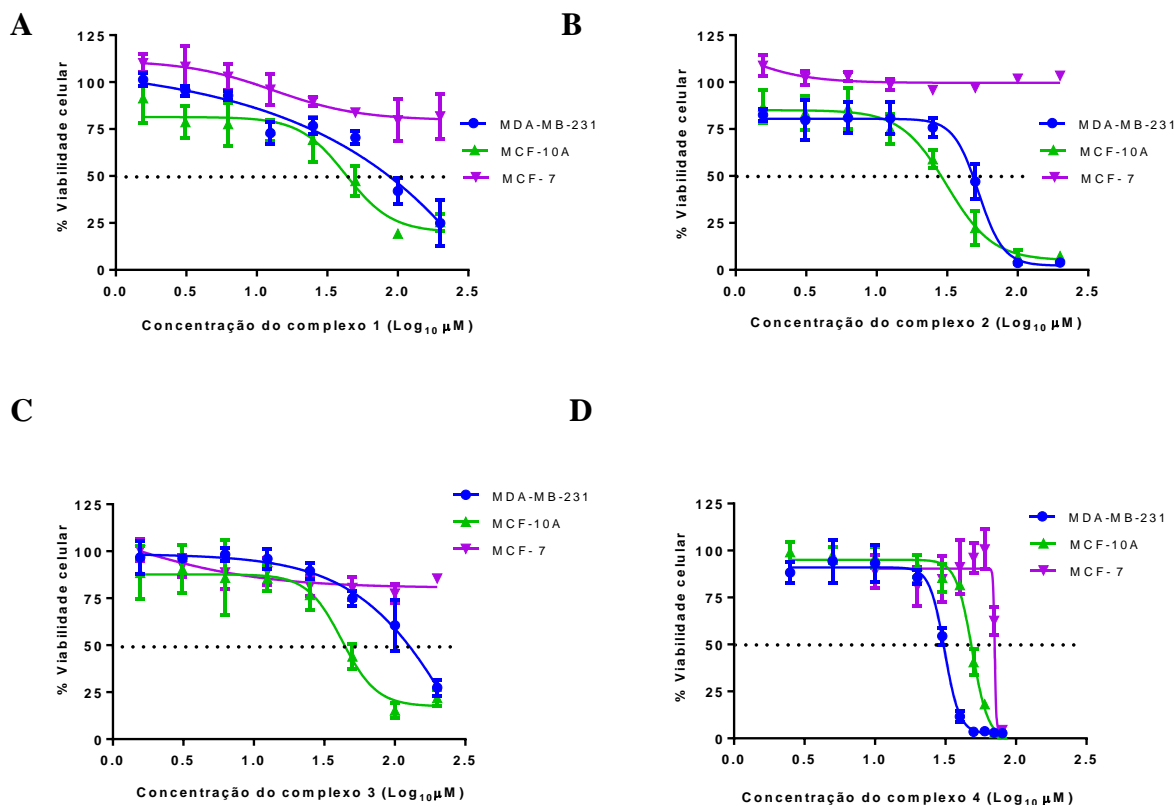 A
% Viabilidade celular
125
100
75
50
25
0
0.0 0.5 1.0 1.5 2.0 2.5
Concentração do complexo 1 (Log10 µM)
MDA-MB-231
MCF-10A
MCF- 7
B
% Viabilidade celular
125
100
75
50
25
0
0.0 0.5 1.0 1.5 2.0 2.5
Concentração do complexo 2 (Log10 µM)
MDA-MB-231
MCF-10A
MCF- 7
C
% Viabilidade celular
125
100
75
50
25
0
0.0 0.5 1.0 1.5 2.0 2.5
Concentração do complexo 3 (Log10 µM)
MDA-MB-231
MCF-10A
MCF- 7
D
% Viabilidade celular
125
100
75
50
25
0
0.0 0.5 1.0 1.5 2.0 2.5
Concentração do complexo 4 (Log10 µM)
MDA-MB-231
MCF-10A
MCF- 7